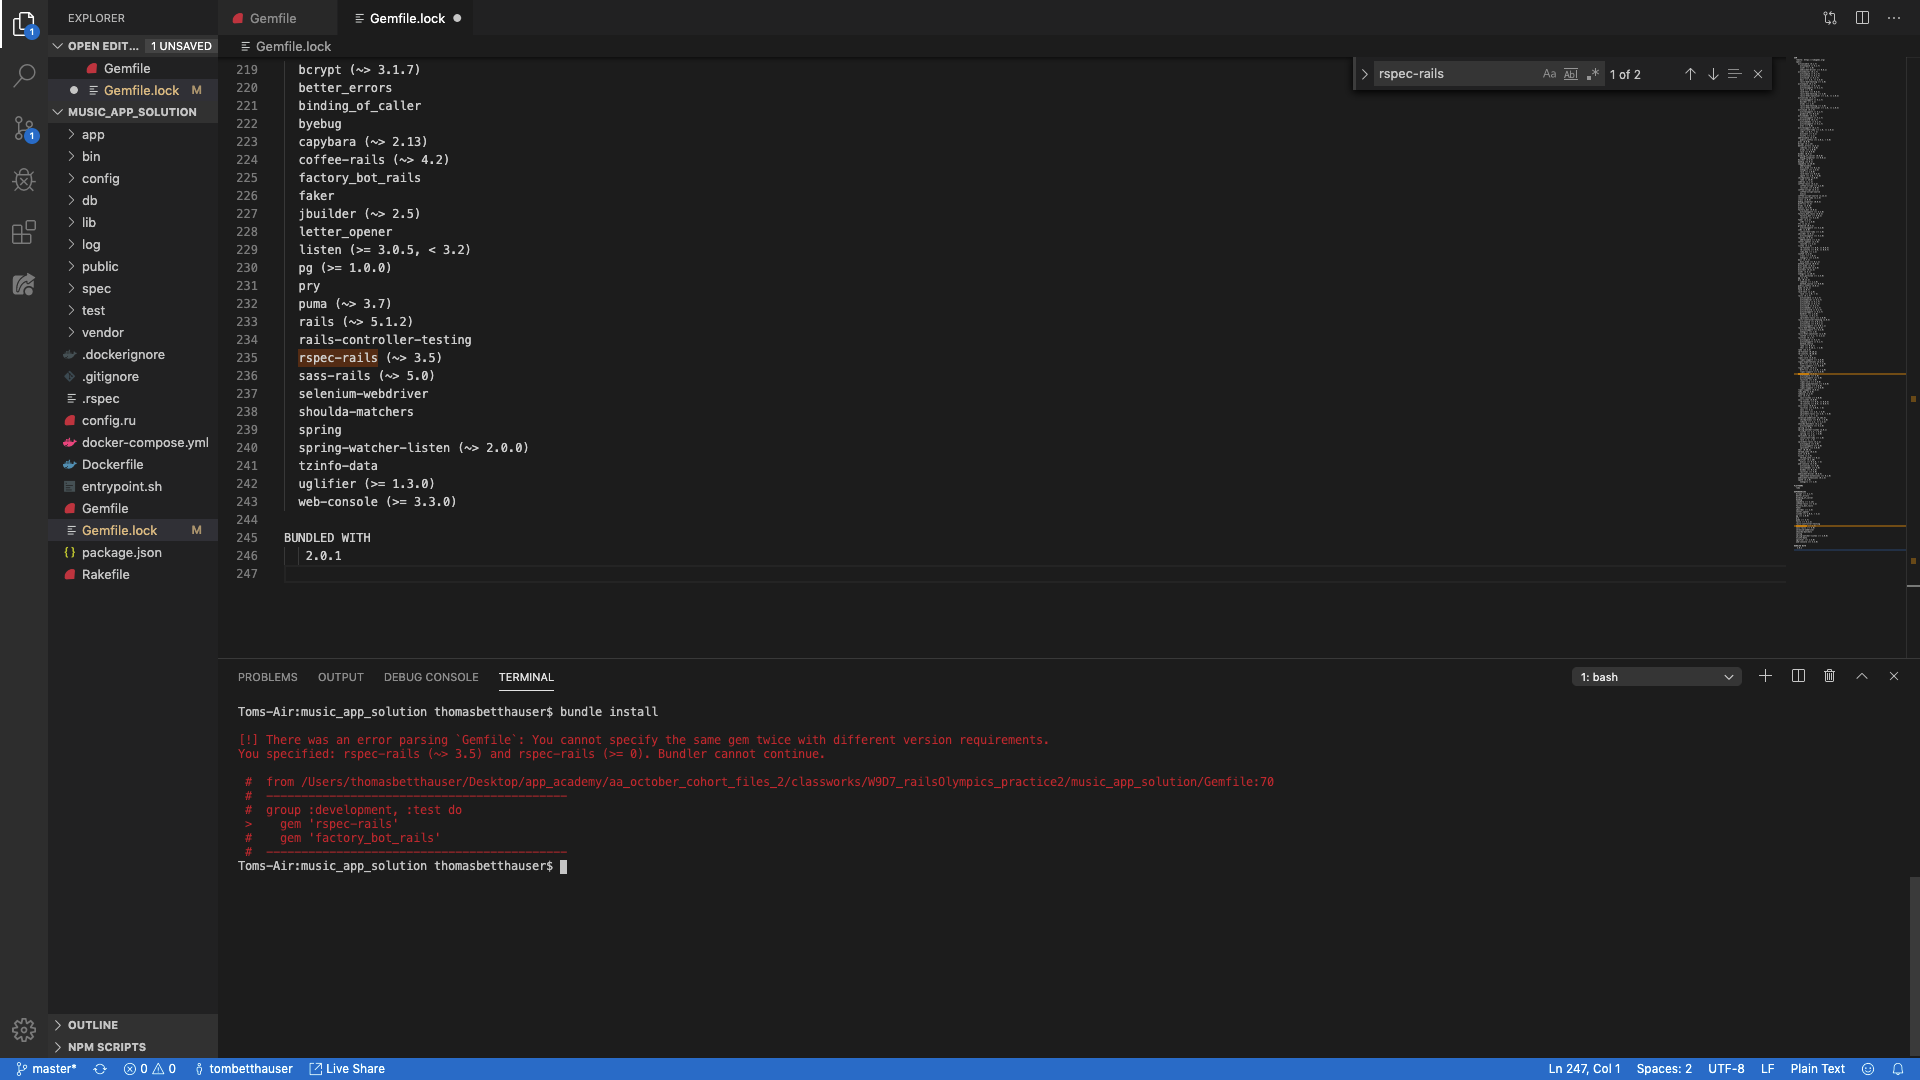 EXPLORER
OPEN EDIT... 1 UNSAVED
Gemfile
Gemfile.lock M
MUSIC_APP_SOLUTION
app
bin
config
db
lib
log
public
spec
test
vendor
.dockerignore
.gitignore
.rspec
config.ru
docker-compose.yml
Dockerfile
entrypoint.sh
Gemfile
Gemfile.lock M
package.json
Rakefile
OUTLINE
NPM SCRIPTS
Gemfile
Gemfile.lock
Gemfile.lock
rspec-rails Aa Abl .* 1 of 2
219 bcrypt (~> 3.1.7)
220 better_errors
221 binding_of_caller
222 byebug
223 capybara (~> 2.13)
224 coffee-rails (~> 4.2)
225 factory_bot_rails
226 faker
227 jbuilder (~> 2.5)
228 letter_opener
229 listen (>= 3.0.5, < 3.2)
230 pg (>= 1.0.0)
231 pry
232 puma (~> 3.7)
233 rails (~> 5.1.2)
234 rails-controller-testing
235 rspec-rails (~> 3.5)
236 sass-rails (~> 5.0)
237 selenium-webdriver
238 shoulda-matchers
239 spring
240 spring-watcher-listen (~> 2.0.0)
241 tzinfo-data
242 uglifier (>= 1.3.0)
243 web-console (>= 3.3.0)
244
245 BUNDLED WITH
246 2.0.1
247
PROBLEMS OUTPUT DEBUG CONSOLE TERMINAL 1: bash
Toms-Air:music_app_solution thomasbetthauser$ bundle install
[!] There was an error parsing `Gemfile`: You cannot specify the same gem twice with different version requirements.
You specified: rspec-rails (~> 3.5) and rspec-rails (>= 0). Bundler cannot continue.
# from /Users/thomasbetthauser/Desktop/app_academy/aa_october_cohort_files_2/classworks/W9D7_railsOlympics_practice2/music_app_solution/Gemfile:70
# -------------------------------------------
# group :development, :test do
> gem 'rspec-rails'
# gem 'factory_bot_rails'
# -------------------------------------------
Toms-Air:music_app_solution thomasbetthauser$
master* 0 0 tombetthauser Live Share Ln 247, Col 1 Spaces: 2 UTF-8 LF Plain Text
1
1